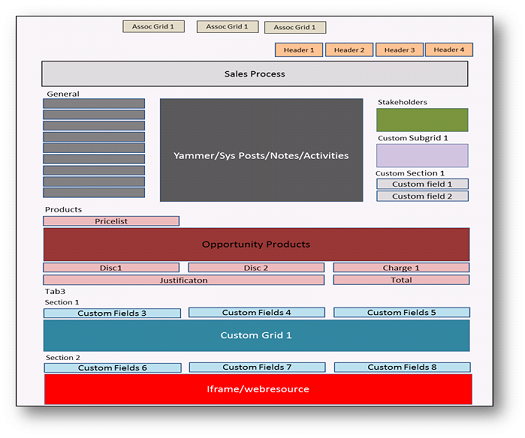 Assoc Grid 1 Assoc Grid 1 Assoc Grid 1
Header 1 Header 2 Header 3 Header 4
Sales Process
General
Yammer/Sys Posts/Notes/Activities
Stakeholders
Custom Subgrid 1
Custom Section 1
Custom field 1
Custom field 2
Products
Pricelist
Opportunity Products
Disc1 Disc 2 Charge 1
Justificaton Total
Tab3
Section 1
Custom Fields 3 Custom Fields 4 Custom Fields 5
Custom Grid 1
Section 2
Custom Fields 6 Custom Fields 7 Custom Fields 8
Iframe/webresource